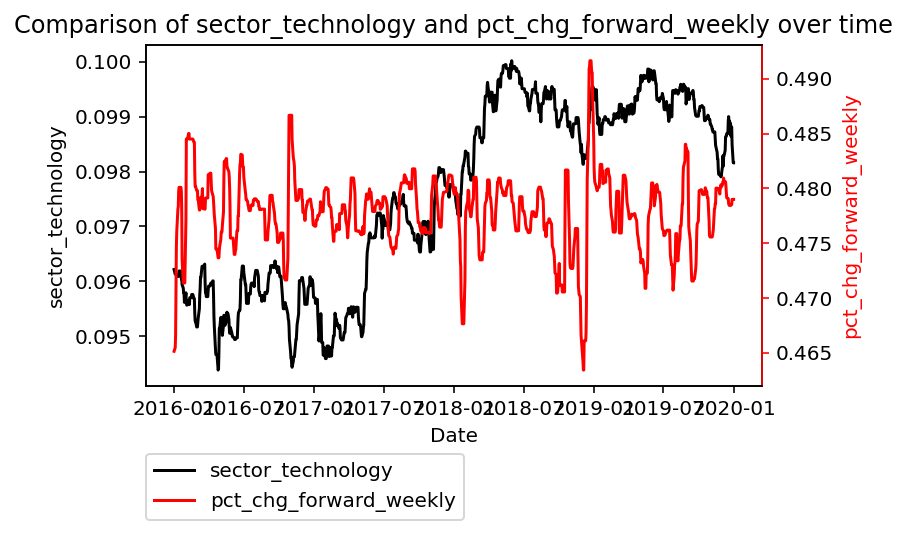 Comparison of sector_technology and pct_chg_forward_weekly over time
sector_technology
0.100
0.099
0.098
0.097
0.096
0.095
0.490
0.485
0.480
0.475
0.470
0.465
pct_chg_forward_weekly
2016-01 2016-07 2017-01 2017-07 2018-01 2018-07 2019-01 2019-07 2020-01
Date
sector_technology
pct_chg_forward_weekly